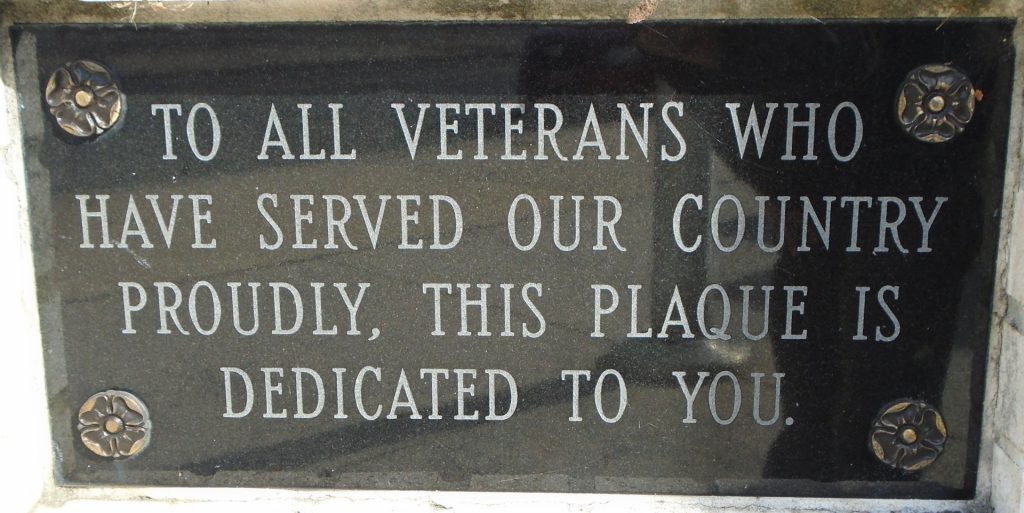 TO ALL VETERANS WHO
HAVE SERVED OUR COUNTRY
PROUDLY, THIS PLAQUE IS
DEDICATED TO YOU.